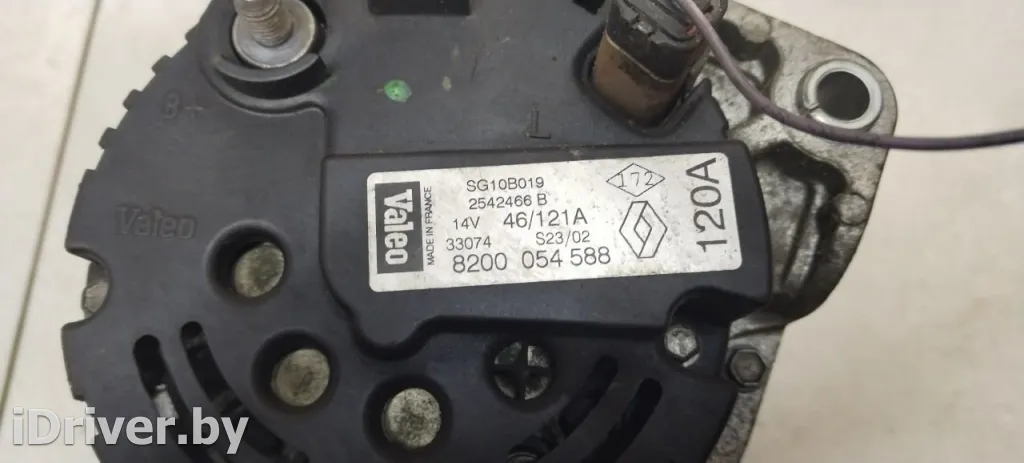 B+
L
Valeo
Valeo
MADE IN FRANCE
SG10B019
2542466 B
14V 46/121A
33074 S23/02
8200 054 588
172
120A
iDriver.by